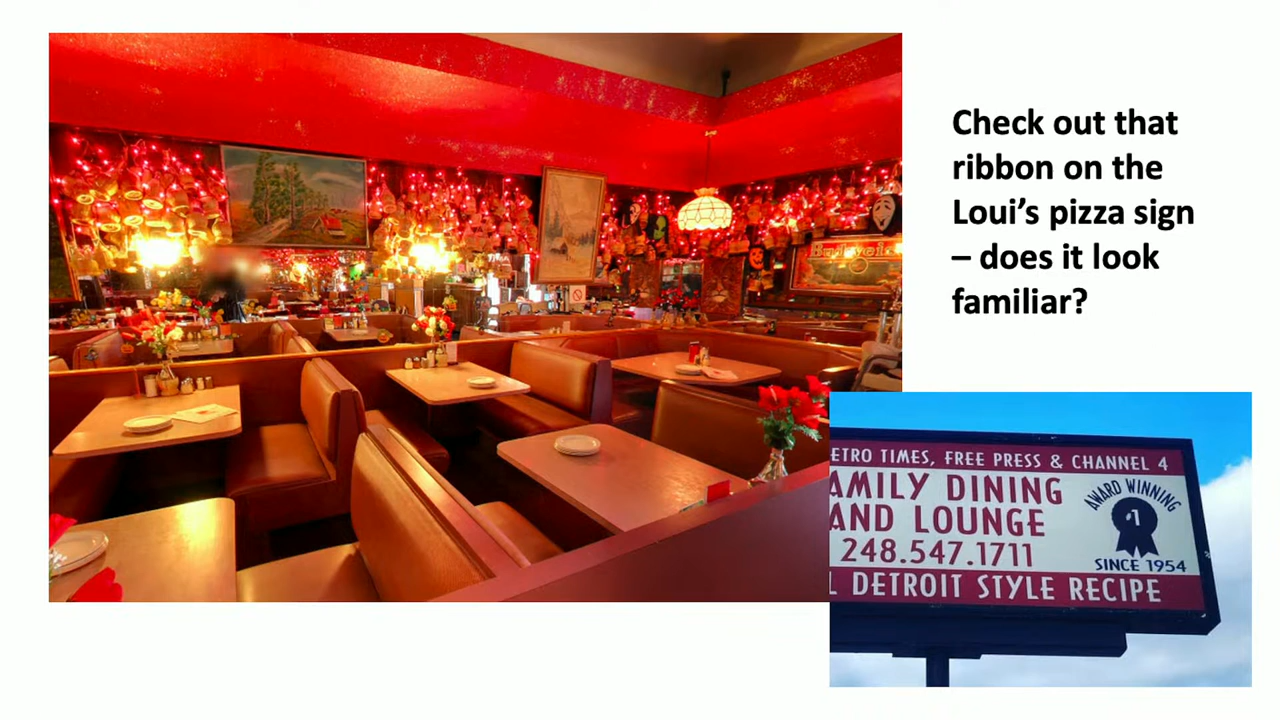 Check out that
ribbon on the
Loui’s pizza sign
– does it look
familiar?
Budweiser
ETRO TIMES, FREE PRESS & CHANNEL 4
AMILY DINING
AND LOUNGE
248.547.1711
AWARD WINNING
#1
SINCE 1954
L DETROIT STYLE RECIPE